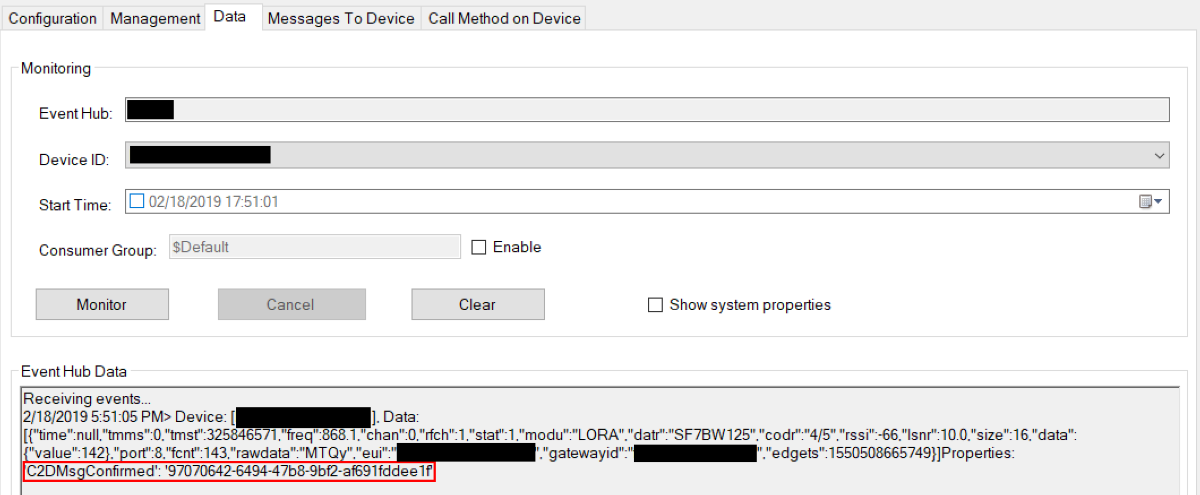 Configuration Management Data Messages To Device Call Method on Device
Monitoring
Event Hub:
Device ID:
Start Time: 02/18/2019 17:51:01
Consumer Group: $Default Enable
Monitor Cancel Clear Show system properties
Event Hub Data
Receiving events...
2/18/2019 5:51:05 PM> Device: [ ], Data:
[{"time":null,"tmms":0,"tmst":325846571,"freq":868.1,"chan":0,"rfch":1,"stat":1,"modu":"LORA","datr":"SF7BW125","codr":"4/5","rssi":-66,"lsnr":10.0,"size":16,"data":
{"value":142},"port":8,"fcnt":143,"rawdata":"MTQy","eui":" ","gatewayid":" ","edgets":1550508665749}]Properties:
'C2DMsgConfirmed': '97070642-6494-47b8-9bf2-af691fddee1f'